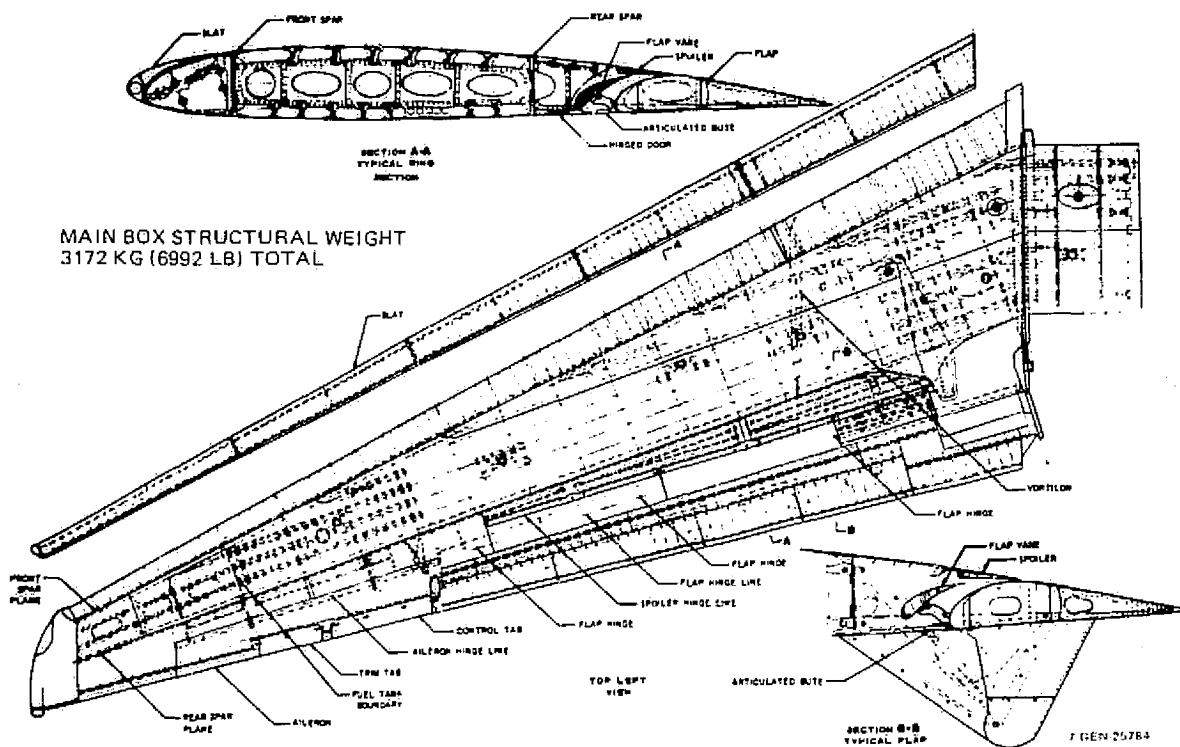 SLAT
FRONT SPAR
REAR SPAR
FLAP VANE
SPOILER
FLAP
ARTICULATED BUTE
HINGED DOOR
SECTION A-A
TYPICAL WING
SECTION
MAIN BOX STRUCTURAL WEIGHT
3172 KG (6992 LB) TOTAL
A
SLAT
B
VORTILON
FLAP HINGE
A
B
FLAP HINGE
FLAP HINGE LINE
SPOILER HINGE LINE
FLAP HINGE
CONTROL TAB
AILERON HINGE LINE
TRIM TAB
FUEL TANK
BOUNDARY
AILERON
FRONT
SPAR
PLANE
REAR SPAR
PLANE
TOP LEFT
VIEW
FLAP VANE
SPOILER
ARTICULATED BUTE
SECTION B-B
TYPICAL FLAP
7 GEN-25784